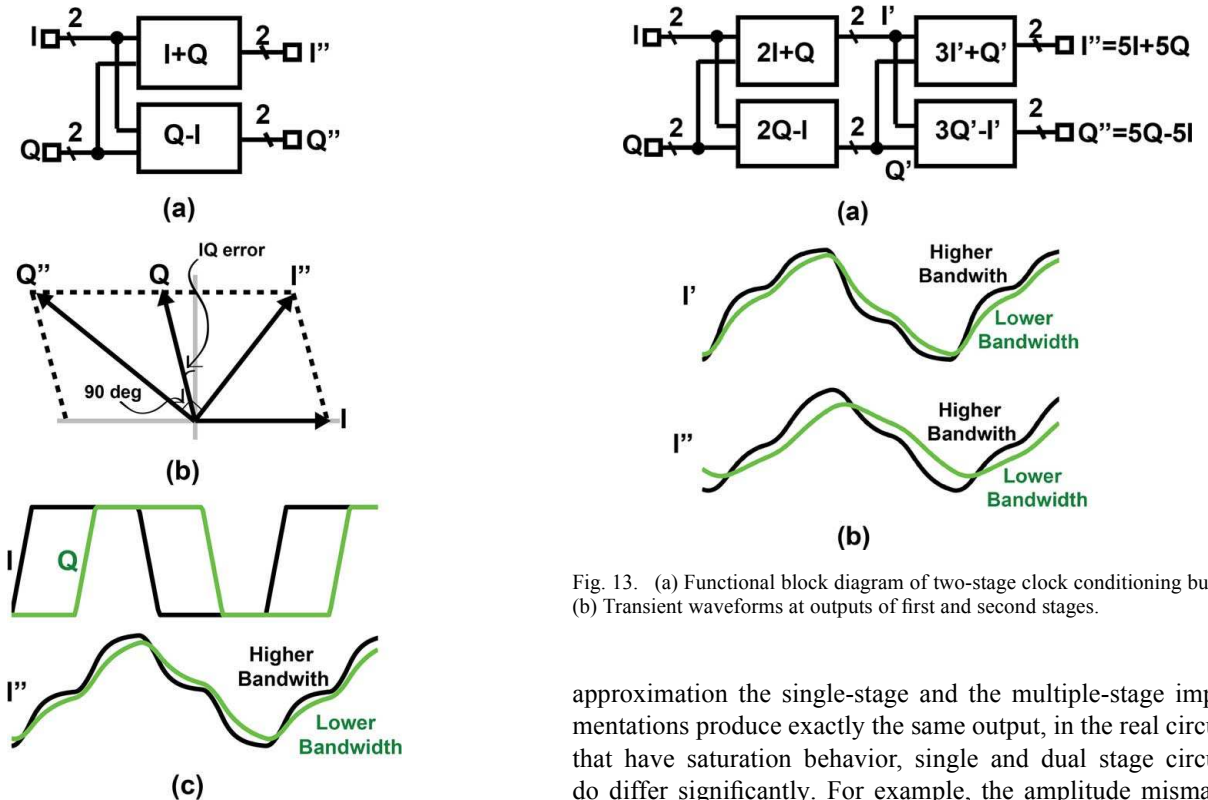 2
I
I+Q
2
I”
2
Q
Q-I
2
Q”
(a)
IQ error
Q”
Q
I”
90 deg
I
(b)
I
Q
I”
Higher
Bandwith
Lower
Bandwidth
(c)
2
I
2I+Q
2
I’
3I’+Q’
2
I”=5I+5Q
2
Q
2Q-I
2
Q’
3Q’-I’
2
Q”=5Q-5I
(a)
I’
Higher
Bandwith
Lower
Bandwidth
I”
Higher
Bandwith
Lower
Bandwidth
(b)
Fig. 13. (a) Functional block diagram of two-stage clock conditioning bu
(b) Transient waveforms at outputs of first and second stages.
approximation the single-stage and the multiple-stage imp
mentations produce exactly the same output, in the real circu
that have saturation behavior, single and dual stage circu
do differ significantly. For example, the amplitude misma